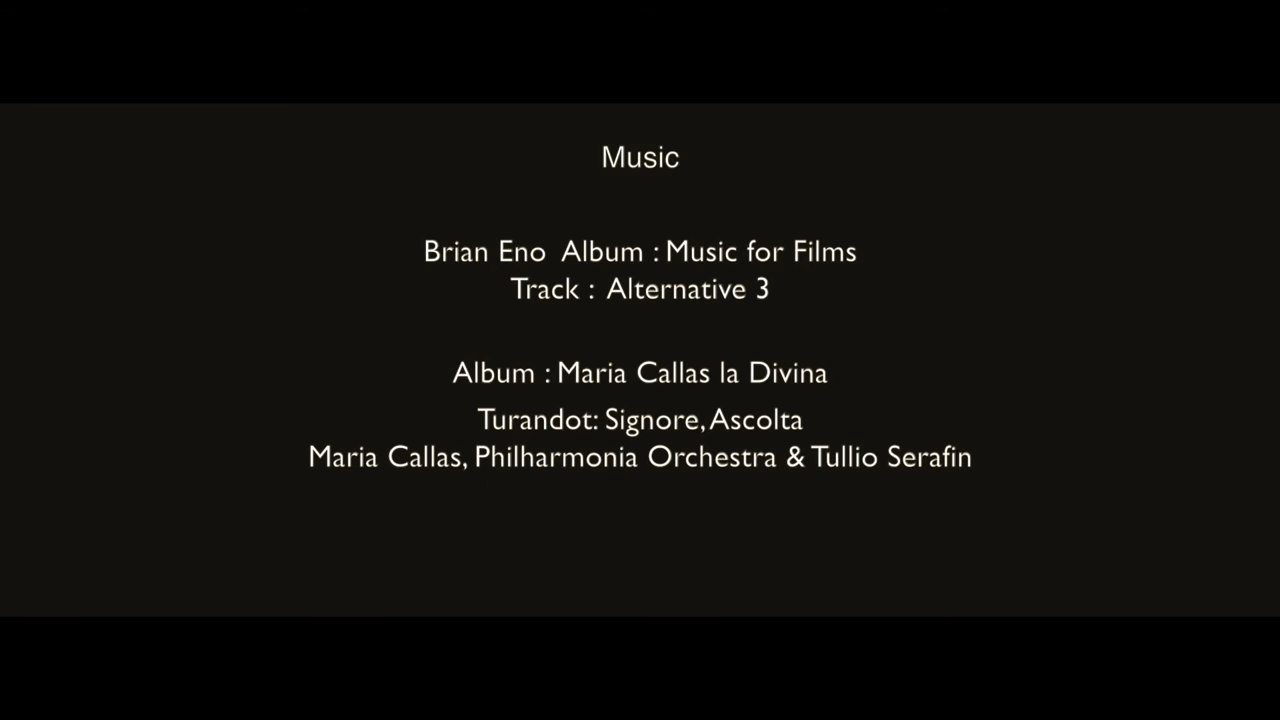 Music
Brian Eno  Album : Music for Films
Track :  Alternative 3
Album : Maria Callas la Divina
Turandot: Signore, Ascolta
Maria Callas, Philharmonia Orchestra & Tullio Serafin